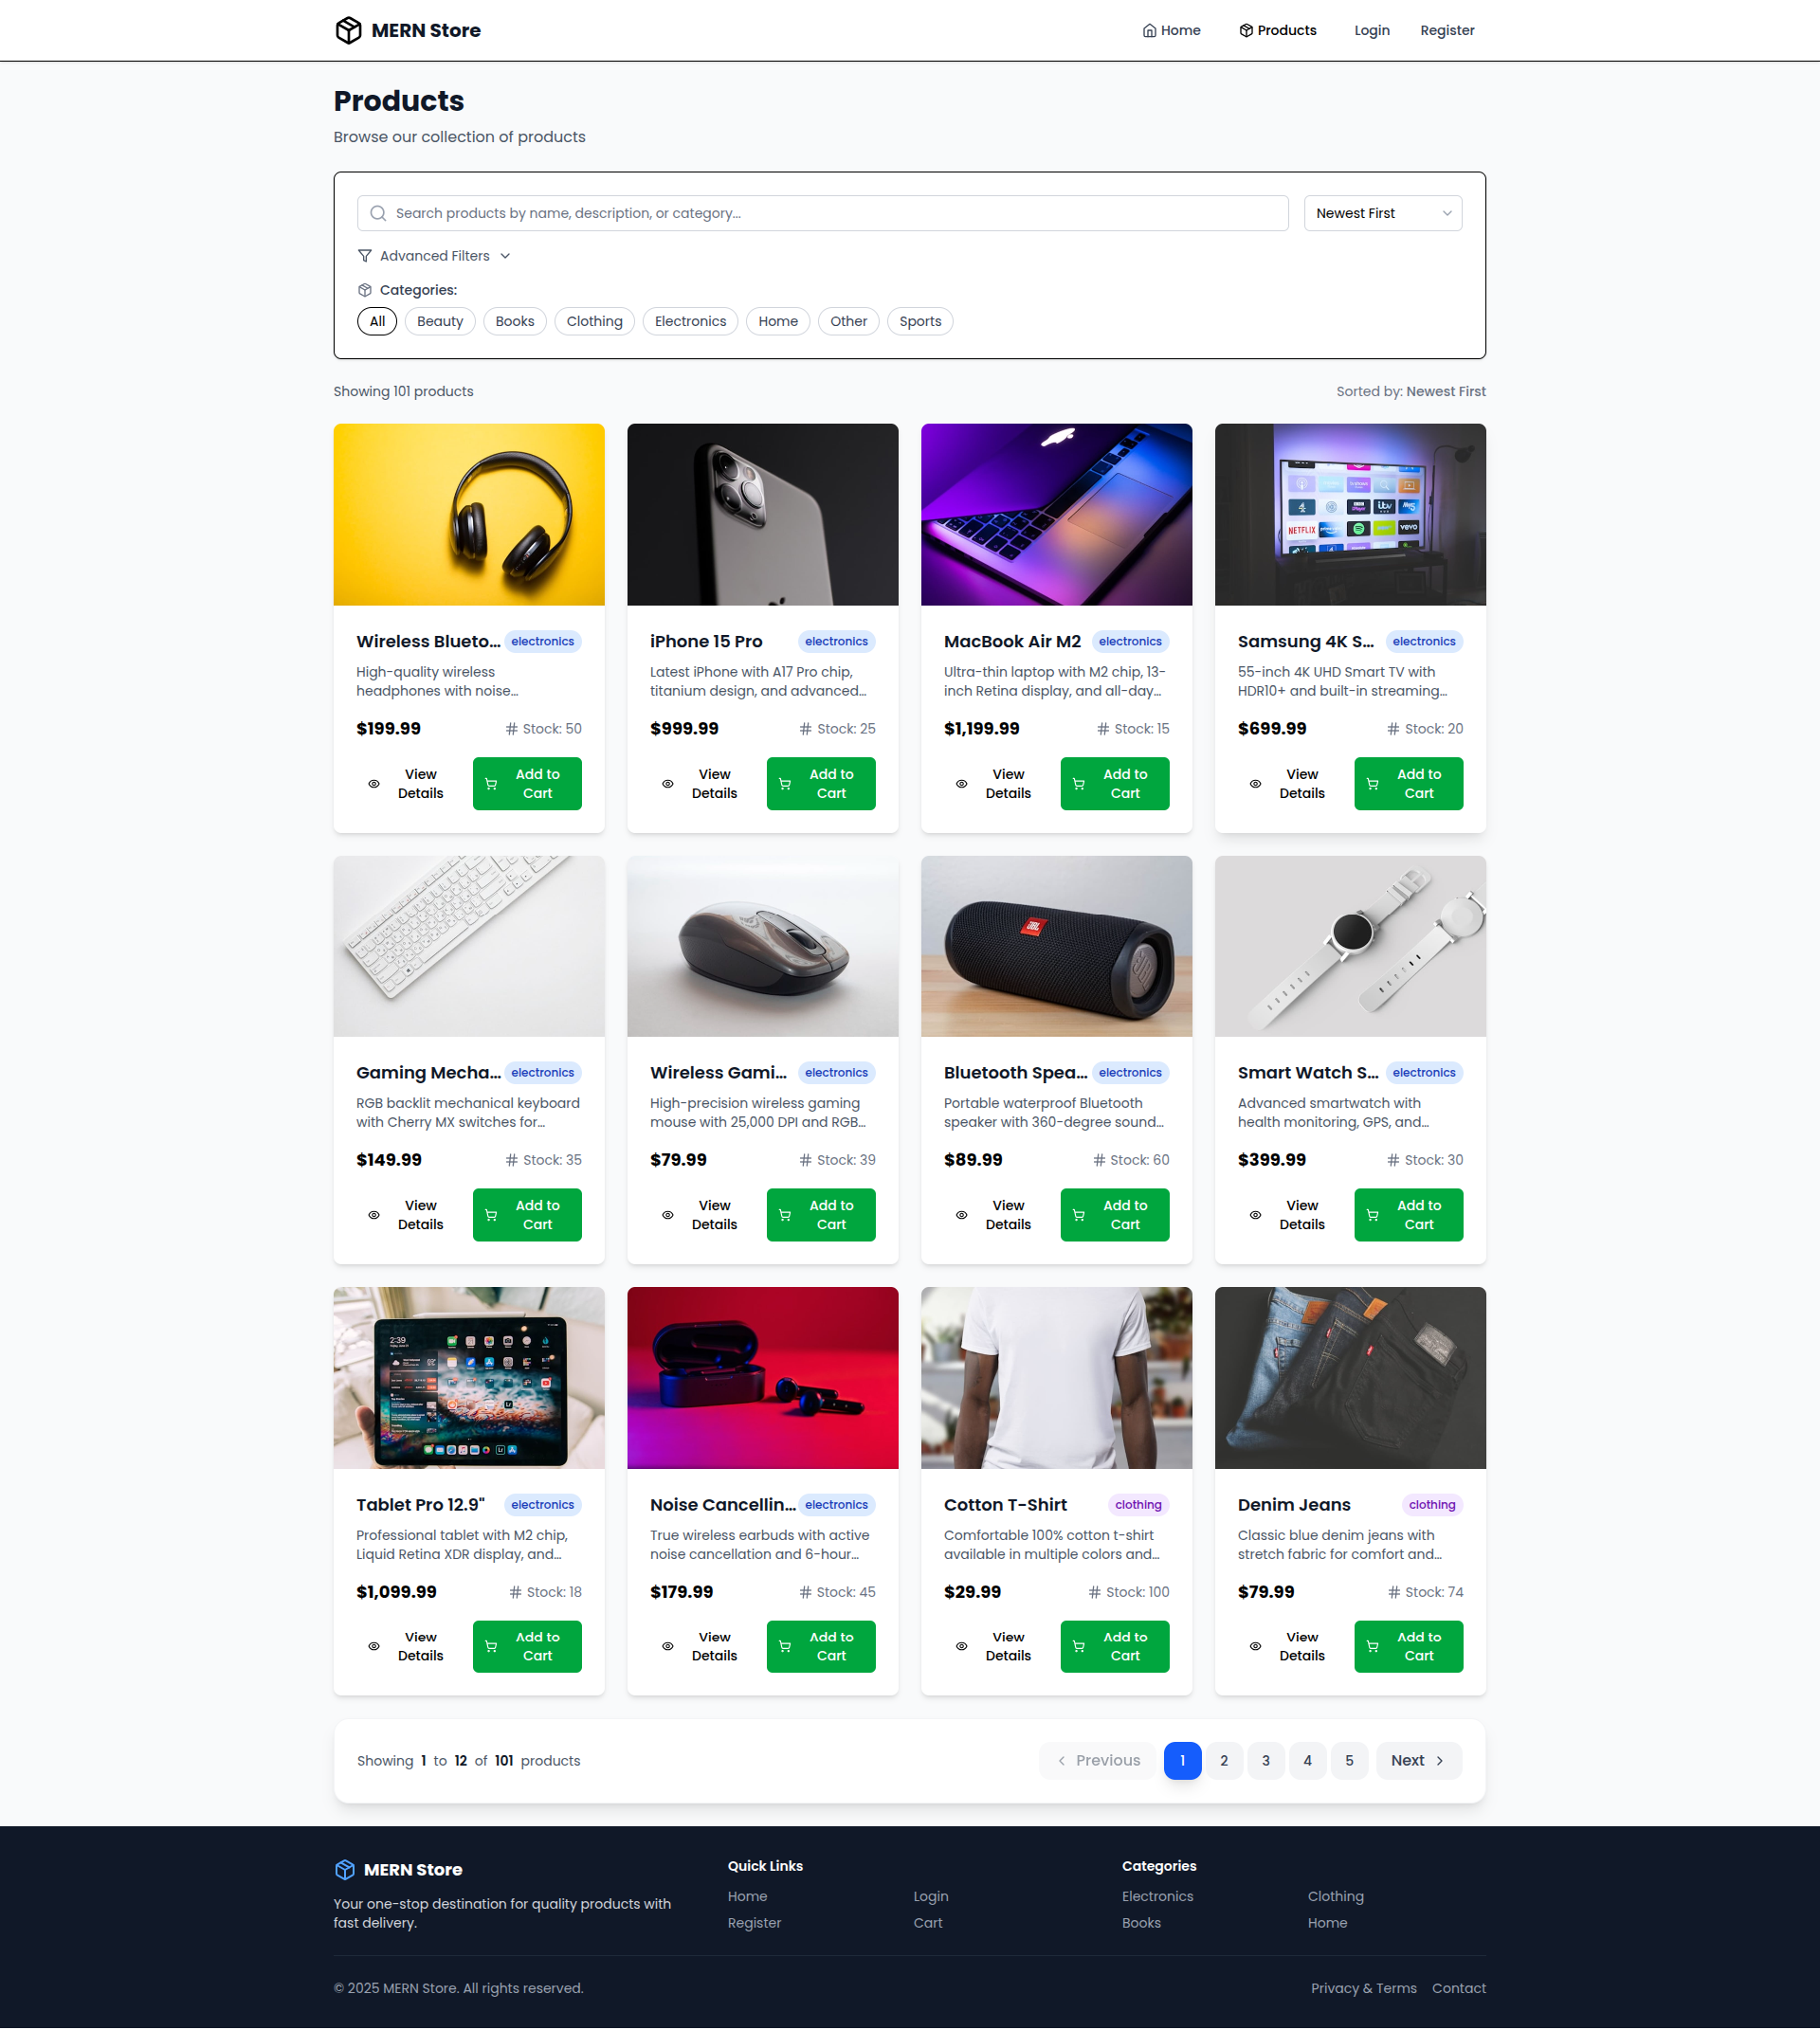 MERN Store
Home
Products
Login
Register
Products
Browse our collection of products
Search products by name, description, or category...
Newest First
Advanced Filters
Categories:
All
Beauty
Books
Clothing
Electronics
Home
Other
Sports
Showing 101 products
Sorted by: Newest First
NETFLIX
itv
vevo
Wireless Blueto...
electronics
High-quality wireless
headphones with noise...
$199.99
Stock: 50
View
Details
Add to
Cart
iPhone 15 Pro
electronics
Latest iPhone with A17 Pro chip,
titanium design, and advanced...
$999.99
Stock: 25
View
Details
Add to
Cart
MacBook Air M2
electronics
Ultra-thin laptop with M2 chip, 13-
inch Retina display, and all-day...
$1,199.99
Stock: 15
View
Details
Add to
Cart
Samsung 4K S...
electronics
55-inch 4K UHD Smart TV with
HDR10+ and built-in streaming...
$699.99
Stock: 20
View
Details
Add to
Cart
JBL
Gaming Mecha...
electronics
RGB backlit mechanical keyboard
with Cherry MX switches for...
$149.99
Stock: 35
View
Details
Add to
Cart
Wireless Gami...
electronics
High-precision wireless gaming
mouse with 25,000 DPI and RGB...
$79.99
Stock: 39
View
Details
Add to
Cart
Bluetooth Spea...
electronics
Portable waterproof Bluetooth
speaker with 360-degree sound...
$89.99
Stock: 60
View
Details
Add to
Cart
Smart Watch S...
electronics
Advanced smartwatch with
health monitoring, GPS, and...
$399.99
Stock: 30
View
Details
Add to
Cart
2:39
Tablet Pro 12.9"
electronics
Professional tablet with M2 chip,
Liquid Retina XDR display, and...
$1,099.99
Stock: 18
View
Details
Add to
Cart
Noise Cancellin...
electronics
True wireless earbuds with active
noise cancellation and 6-hour...
$179.99
Stock: 45
View
Details
Add to
Cart
Cotton T-Shirt
clothing
Comfortable 100% cotton t-shirt
available in multiple colors and...
$29.99
Stock: 100
View
Details
Add to
Cart
Denim Jeans
clothing
Classic blue denim jeans with
stretch fabric for comfort and...
$79.99
Stock: 74
View
Details
Add to
Cart
Showing 1 to 12 of 101 products
Previous
1
2
3
4
5
Next
MERN Store
Your one-stop destination for quality products with
fast delivery.
Quick Links
Home
Login
Register
Cart
Categories
Electronics
Clothing
Books
Home
© 2025 MERN Store. All rights reserved.
Privacy & Terms
Contact